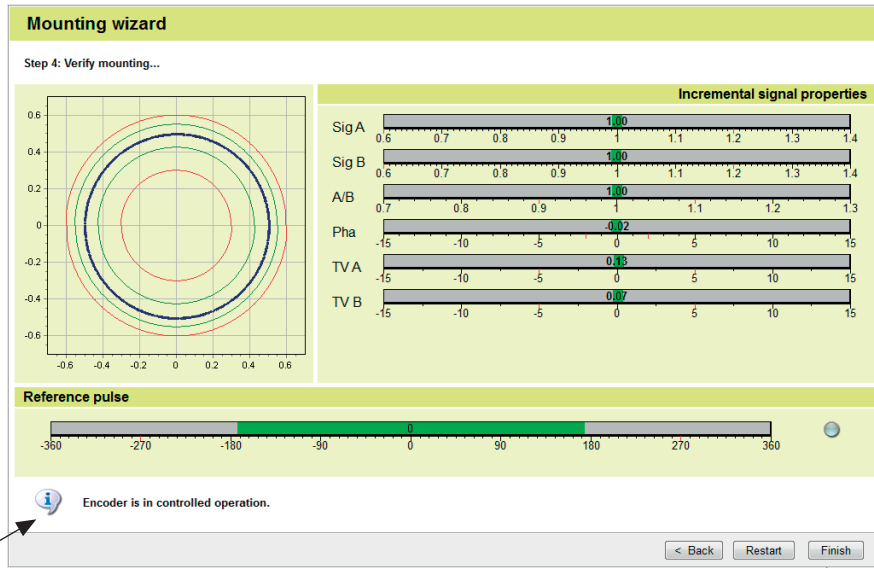 Mounting wizard
Step 4: Verify mounting...
0.6
0.4
0.2
0
-0.2
-0.4
-0.6
-0.6 -0.4 -0.2 0 0.2 0.4 0.6
Incremental signal properties
Sig A 1.00
0.6 0.7 0.8 0.9 1 1.1 1.2 1.3 1.4
Sig B 1.00
0.6 0.7 0.8 0.9 1 1.1 1.2 1.3 1.4
A/B 1.00
0.7 0.8 0.9 1 1.1 1.2 1.3
Pha -0.02
-15 -10 -5 0 5 10 15
TV A 0.13
-15 -10 -5 0 5 10 15
TV B 0.07
-15 -10 -5 0 5 10 15
Reference pulse
0
-360 -270 -180 -90 0 90 180 270 360
i Encoder is in controlled operation.
< Back Restart Finish